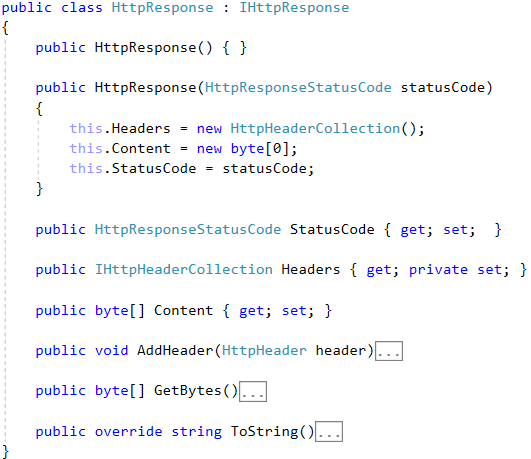 public class HttpResponse : IHttpResponse
{
    public HttpResponse() { }
    public HttpResponse(HttpResponseStatusCode statusCode)
    {
        this.Headers = new HttpHeaderCollection();
        this.Content = new byte[0];
        this.StatusCode = statusCode;
    }
    public HttpResponseStatusCode StatusCode { get; set;  }
    public IHttpHeaderCollection Headers { get; private set; }
    public byte[] Content { get; set; }
    public void AddHeader(HttpHeader header)...
    public byte[] GetBytes()...
    public override string ToString()...
}